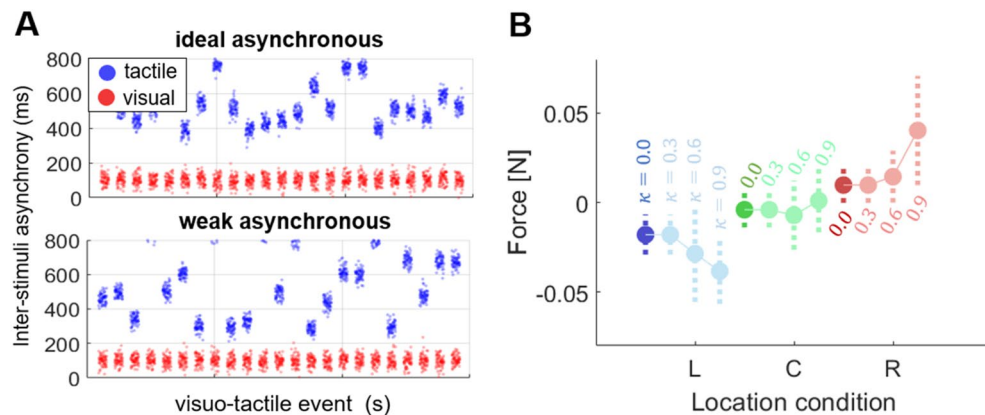 A
ideal asynchronous
800
600
400
200
0
tactile
visual
Inter-stimuli asynchrony (ms)
weak asynchronous
800
600
400
200
0
visuo-tactile event (s)
B
0.05
0
-0.05
Force [N]
κ = 0.0
κ = 0.3
κ = 0.6
κ = 0.9
0.0
0.3
0.6
0.9
0.0
0.3
0.6
0.9
L C R
Location condition